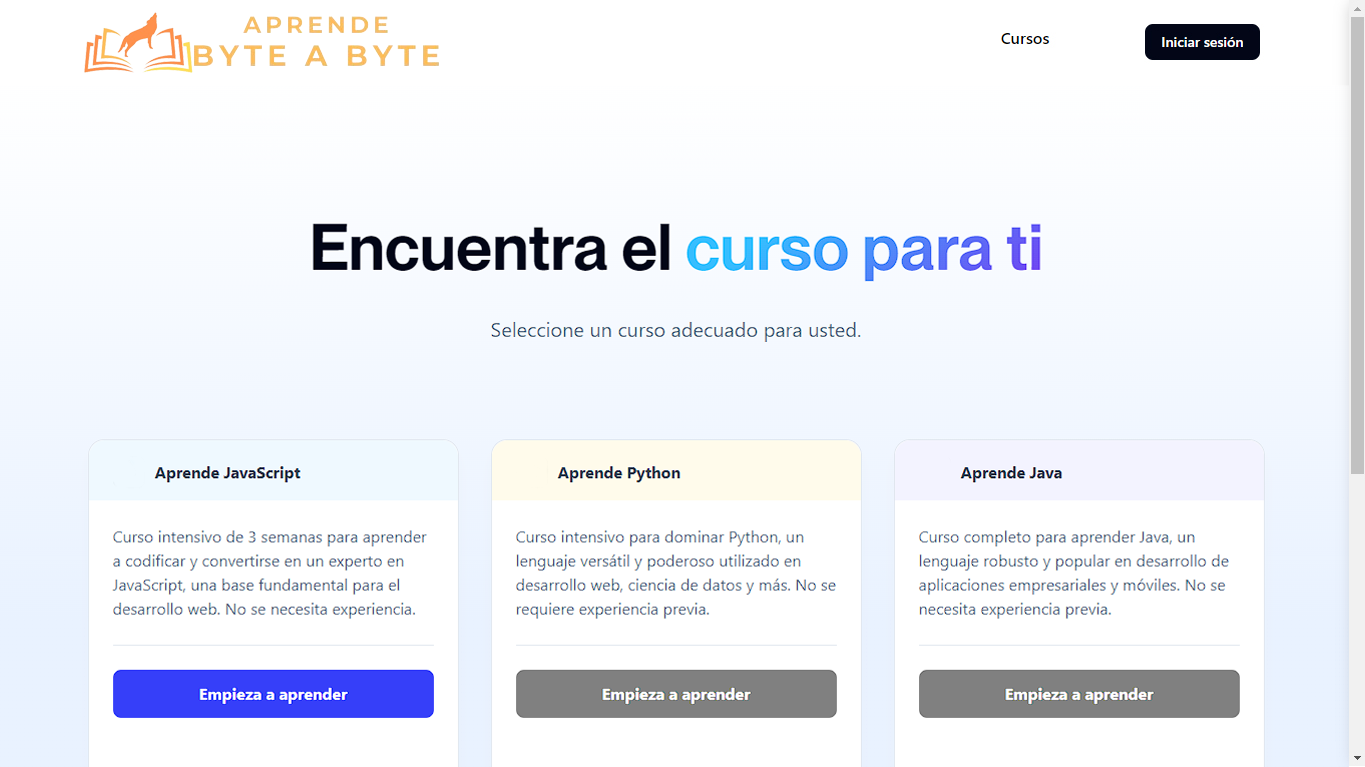 APRENDE
BYTE A BYTE
Cursos
Iniciar sesión
Encuentra el curso para ti
Seleccione un curso adecuado para usted.
Aprende JavaScript
Curso intensivo de 3 semanas para aprender
a codificar y convertirse en un experto en
JavaScript, una base fundamental para el
desarrollo web. No se necesita experiencia.
Empieza a aprender
Aprende Python
Curso intensivo para dominar Python, un
lenguaje versátil y poderoso utilizado en
desarrollo web, ciencia de datos y más. No se
requiere experiencia previa.
Empieza a aprender
Aprende Java
Curso completo para aprender Java, un
lenguaje robusto y popular en desarrollo de
aplicaciones empresariales y móviles. No se
necesita experiencia previa.
Empieza a aprender